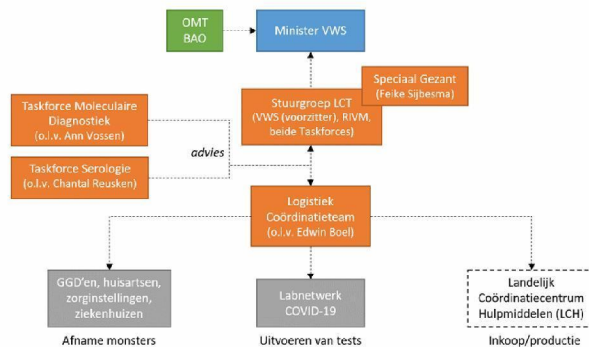 OMT
BAO
Minister VWS
Speciaal Gezant
(Feike Sijbesma)
Stuurgroep LCT
(VWS (voorzitter), RIVM,
beide Taskforces)
Taskforce Moleculaire
Diagnostiek
(o.l.v. Ann Vossen)
advies
Taskforce Serologie
(o.l.v. Chantal Reusken)
Logistiek
Coördinatieteam
(o.l.v. Edwin Boel)
GGD'en, huisartsen,
zorginstellingen,
ziekenhuizen
Labnetwerk
COVID-19
Landelijk
Coördinatiecentrum
Hulpmiddelen (LCH)
Afname monsters
Uitvoeren van tests
Inkoop/productie